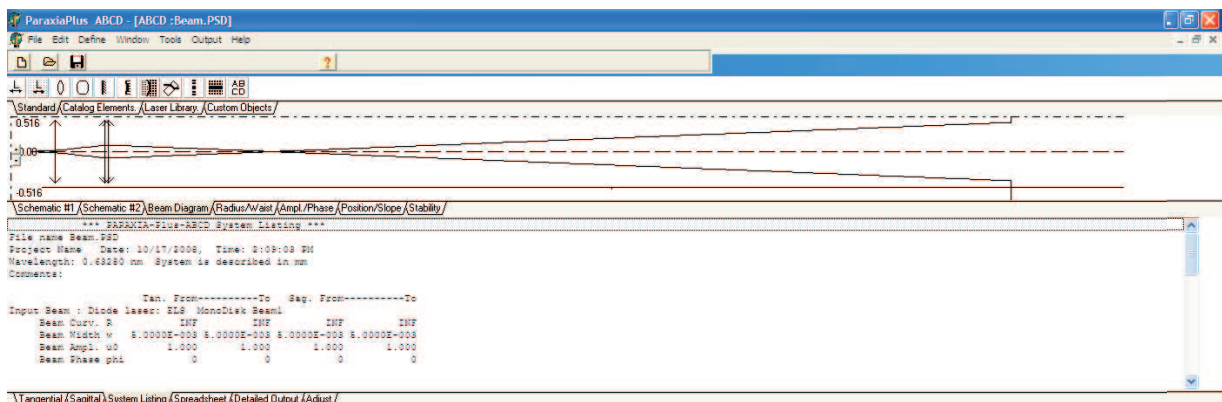 ParaxiaPlus ABCD - [ABCD :Beam.PSD]
File Edit Define Window Tools Output Help
?
AB
CD
Standard Catalog Elements. Laser Library. Custom Objects
0.516
0.00
-0.516
Schematic #1 Schematic #2 Beam Diagram Radius/Waist Ampl./Phase Position/Slope Stability
*** PARAXIA-Plus-ABCD System Listing ***
File name Beam.PSD
Project Name Date: 10/17/2008, Time: 2:09:03 PM
Wavelength: 0.63280 nm System is described in mm
Comments:
Tan. From----------To Sag. From----------To
Input Beam : Diode laser: ELS MonoDisk Beam1
Beam Curv. R INF INF INF INF
Beam Width w 5.0000E-003 5.0000E-003 5.0000E-003 5.0000E-003
Beam Ampl. u0 1.000 1.000 1.000 1.000
Beam Phase phi 0 0 0 0
Tangential Sagittal System Listing Spreadsheet Detailed Output Adjust